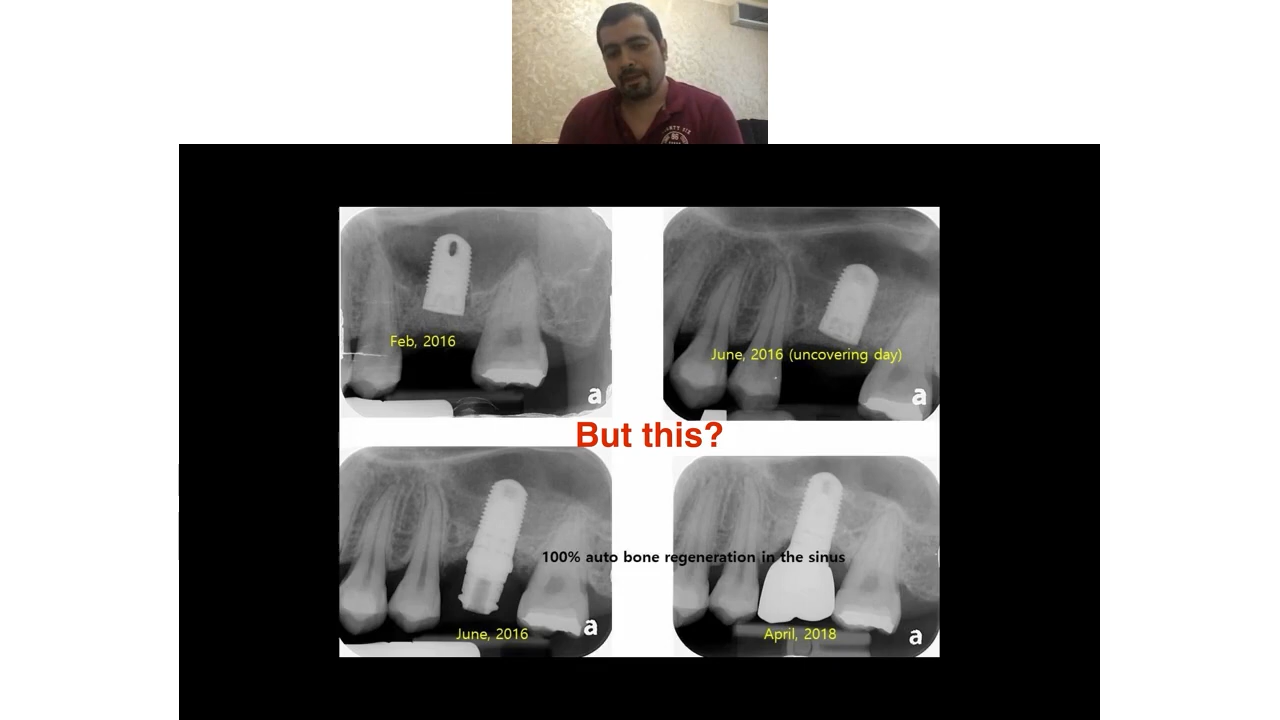 Feb, 2016
a
June, 2016 (uncovering day)
a
But this?
100% auto bone regeneration in the sinus
June, 2016
a
April, 2018
a